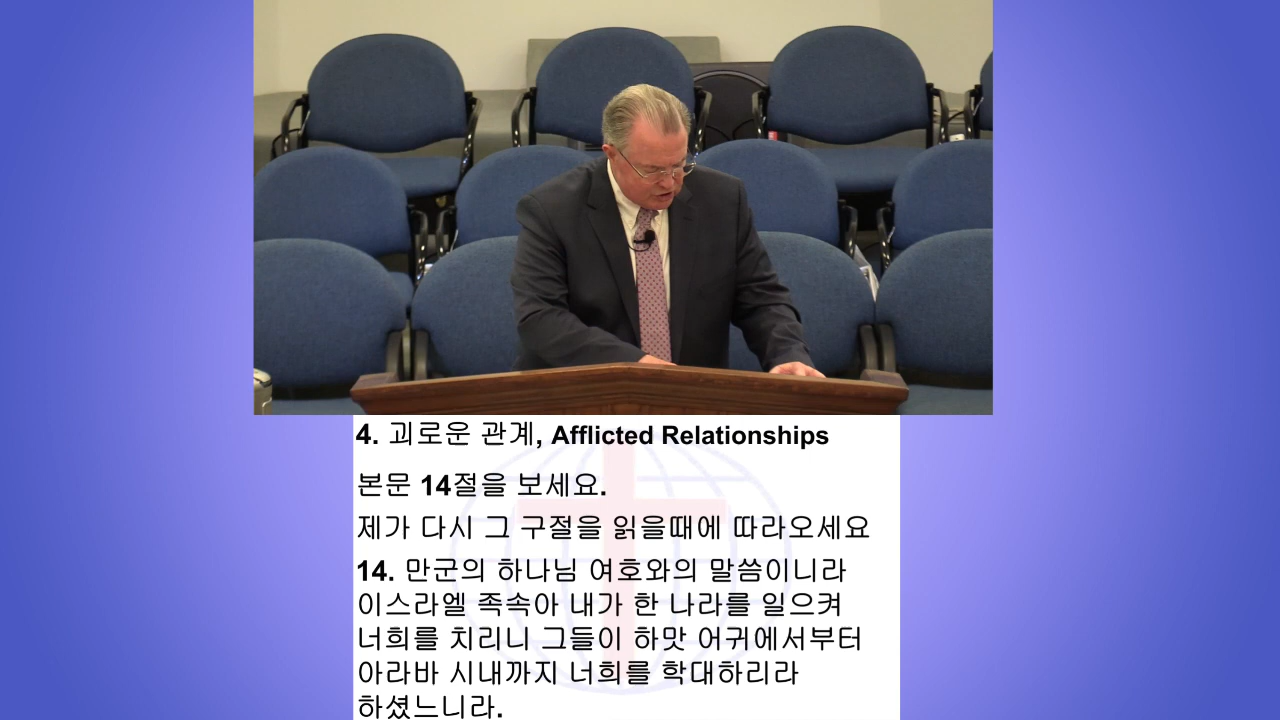 4. 괴로운 관계, Afflicted Relationships
본문 14절을 보세요.
제가 다시 그 구절을 읽을때에 따라오세요
14. 만군의 하나님 여호와의 말씀이니라
이스라엘 족속아 내가 한 나라를 일으켜
너희를 치리니 그들이 하맛 어귀에서부터
아라바 시내까지 너희를 학대하리라
하셨느니라.